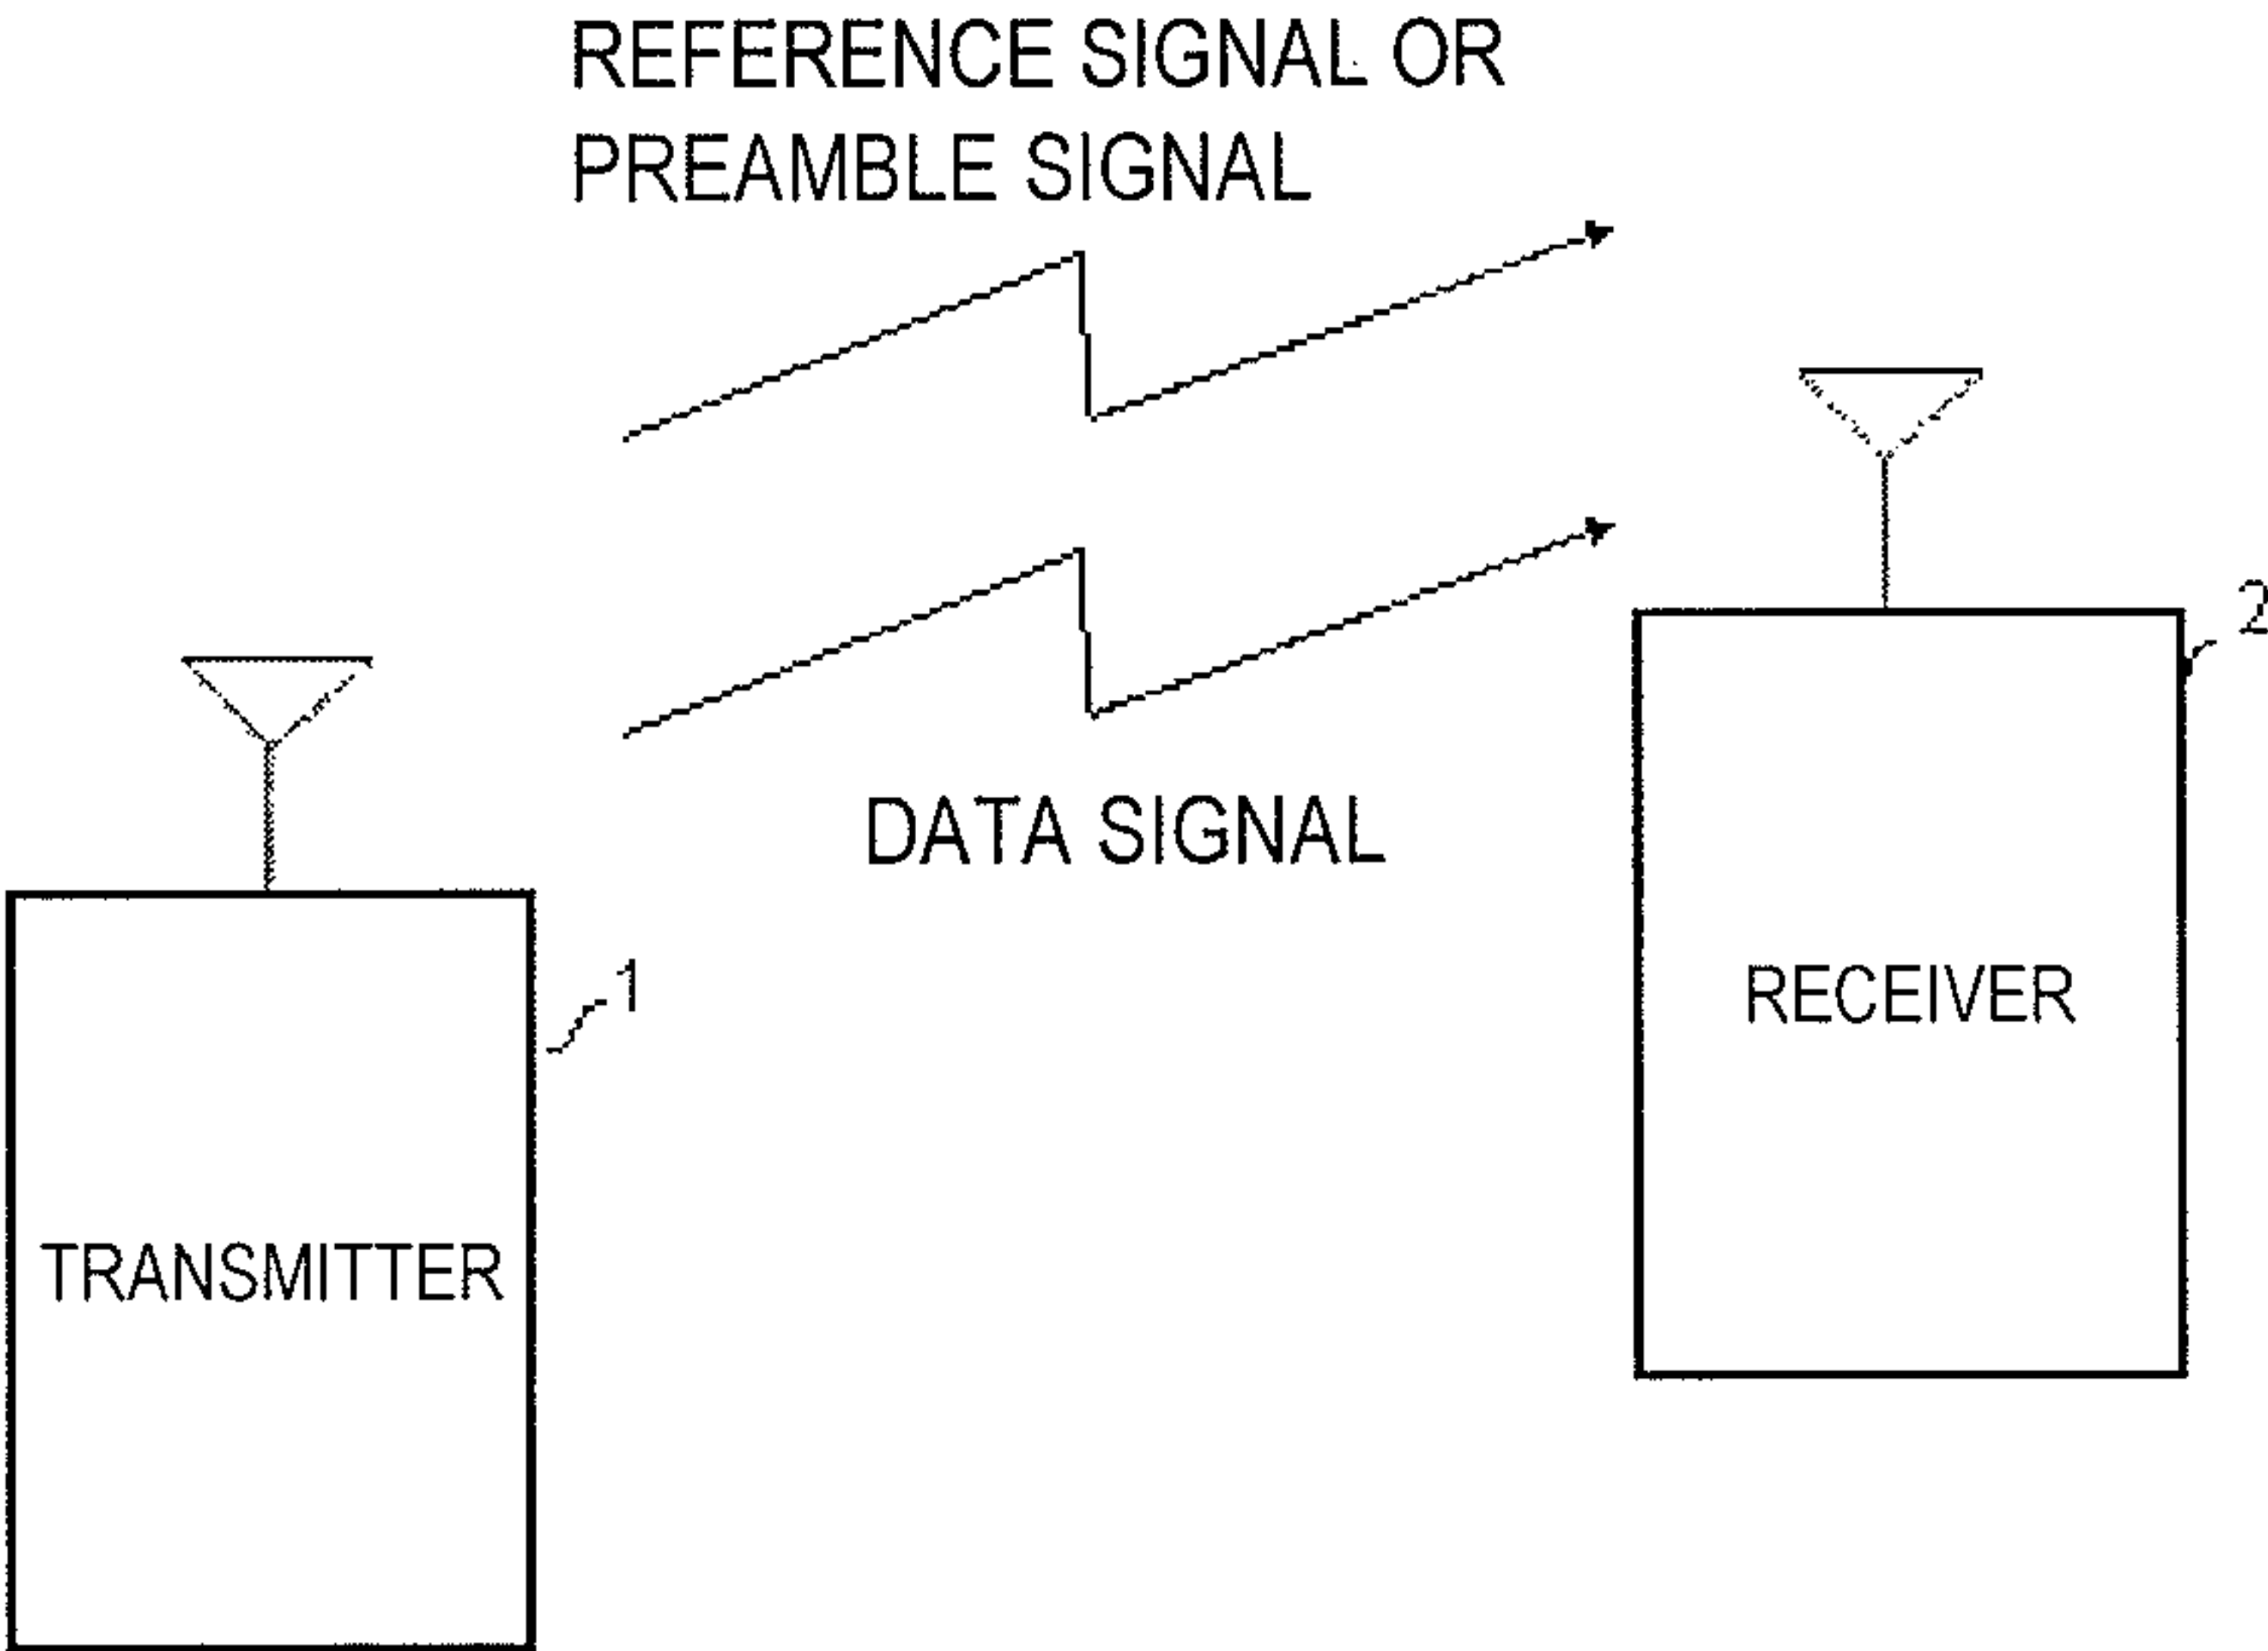 REFERENCE SIGNAL OR
PREAMBLE SIGNAL
2
DATA SIGNAL
1
RECEIVER
TRANSMITTER